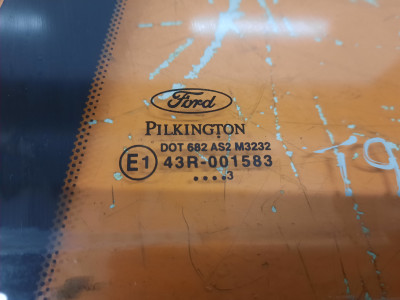 Ford
PILKINGTON
DOT 682 AS2 M3232
E1 43R-001583
....3